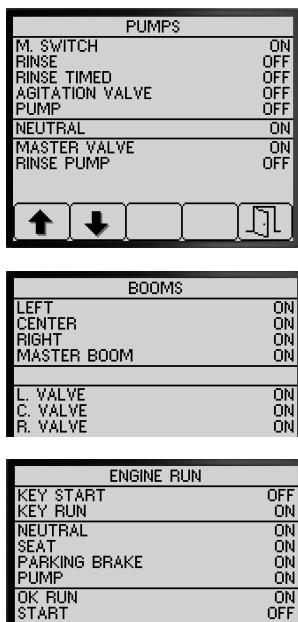 PUMPS
M. SWITCH ON
RINSE OFF
RINSE TIMED OFF
AGITATION VALVE OFF
PUMP OFF
NEUTRAL ON
MASTER VALVE ON
RINSE PUMP OFF
BOOMS
LEFT ON
CENTER ON
RIGHT ON
MASTER BOOM ON
L. VALVE ON
C. VALVE ON
R. VALVE ON
ENGINE RUN
KEY START OFF
KEY RUN ON
NEUTRAL ON
SEAT ON
PARKING BRAKE ON
PUMP ON
OK RUN ON
START OFF